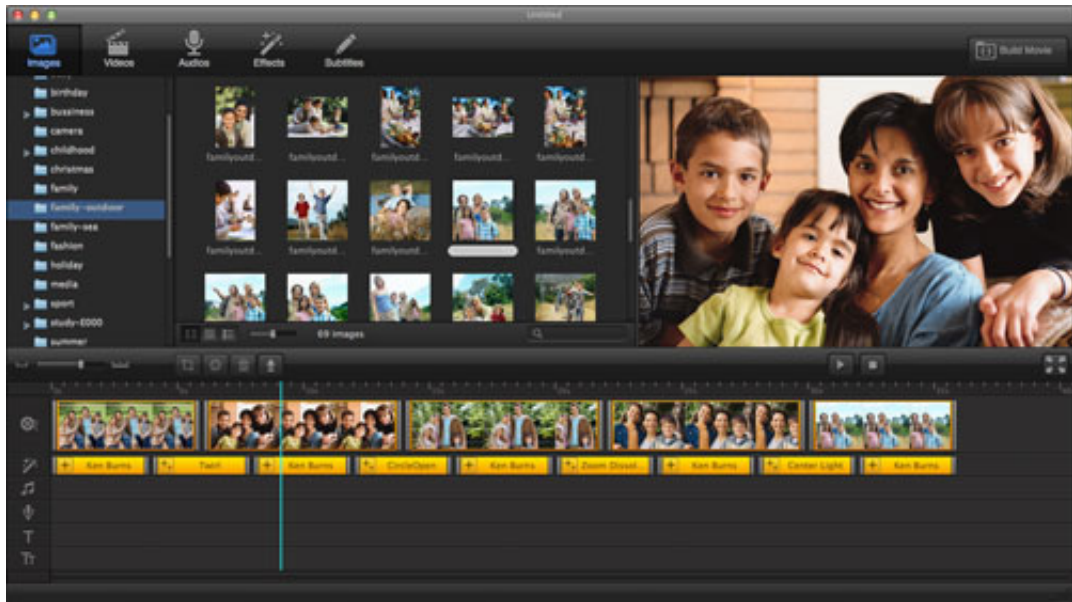 Untitled
Images
Videos
Audios
Effects
Subtitles
Build Movie
birthday
bussiness
camera
childhood
christmas
family
family-outdoor
family-sea
fashion
holiday
media
sport
study-E000
summer
familyoutd... familyoutd... familyoutd... familyoutd... familyoutd...
familyoutd... familyoutd... familyoutd... familyoutd...
69 images
Ken Burns
Twirl
Ken Burns
CircleOpen
Ken Burns
Zoom Dissol...
Ken Burns
Center Light
Ken Burns
T
TT